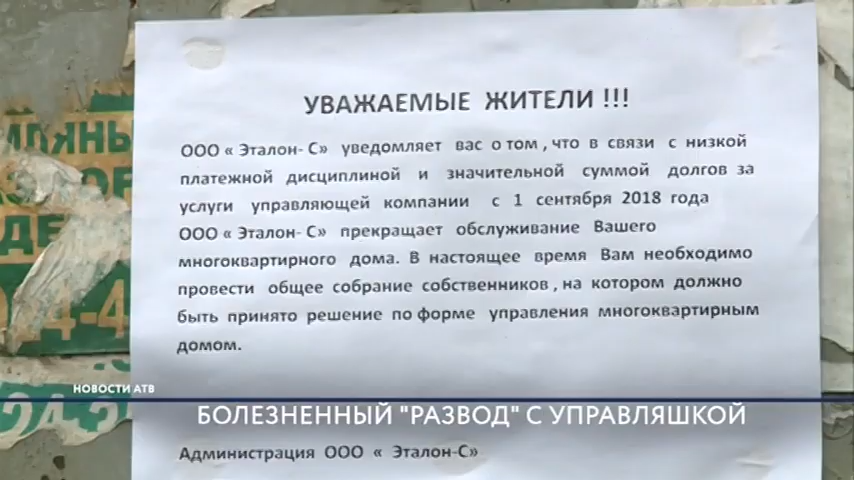 УВАЖАЕМЫЕ ЖИТЕЛИ !!!
ООО « Эталон- С» уведомляет вас о том , что в связи с низкой
платежной дисциплиной и значительной суммой долгов за
услуги управляющей компании с 1 сентября 2018 года
ООО « Эталон- С» прекращает обслуживание Вашего
многоквартирного дома. В настоящее время Вам необходимо
провести общее собрание собственников , на котором должно
быть принято решение по форме управления многоквартирным
домом.
НОВОСТИ АТВ
БОЛЕЗНЕННЫЙ "РАЗВОД" С УПРАВЛЯШКОЙ
Администрация ООО « Эталон-С»